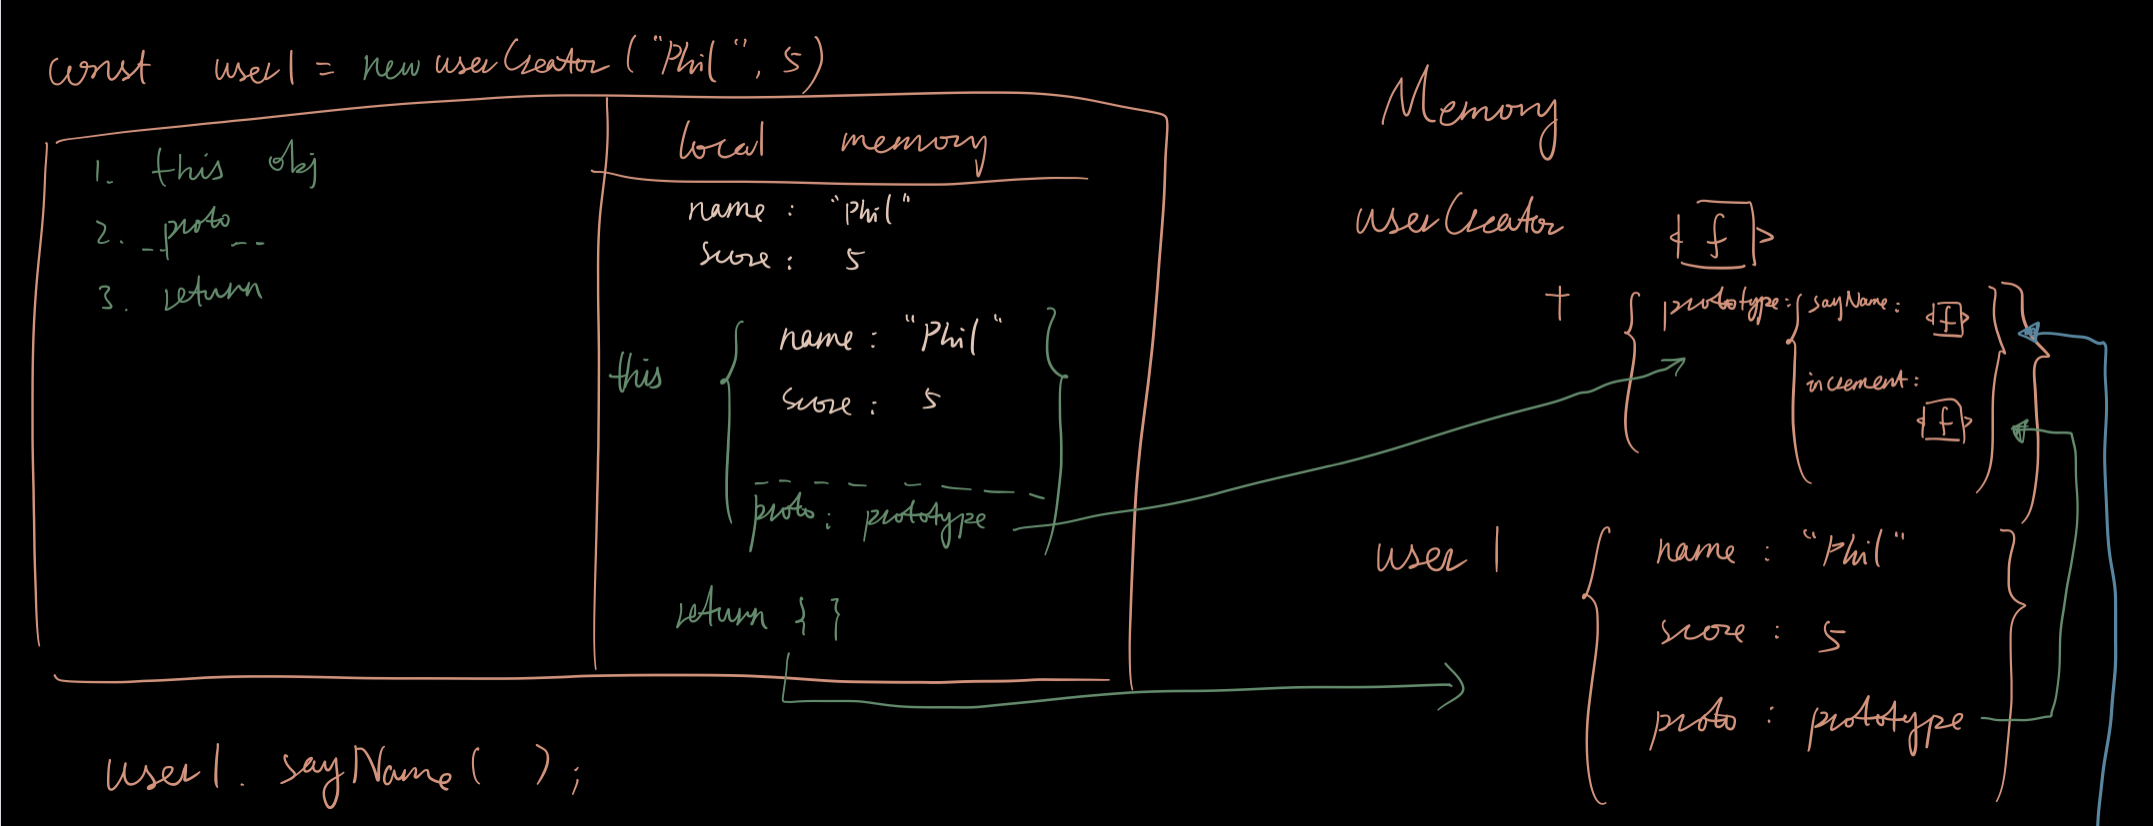 const user1 = new userCreator("Phil", 5)
1. this obj
2. __proto__
3. return
local memory
name : "Phil"
score : 5
this { name : "Phil"
score : 5
__proto__ : prototype }
return { }
user1.sayName( );
Memory
userCreator f
+ { prototype: { sayName: f
increment: f } }
user1 { name : "Phil"
score : 5
proto : prototype }